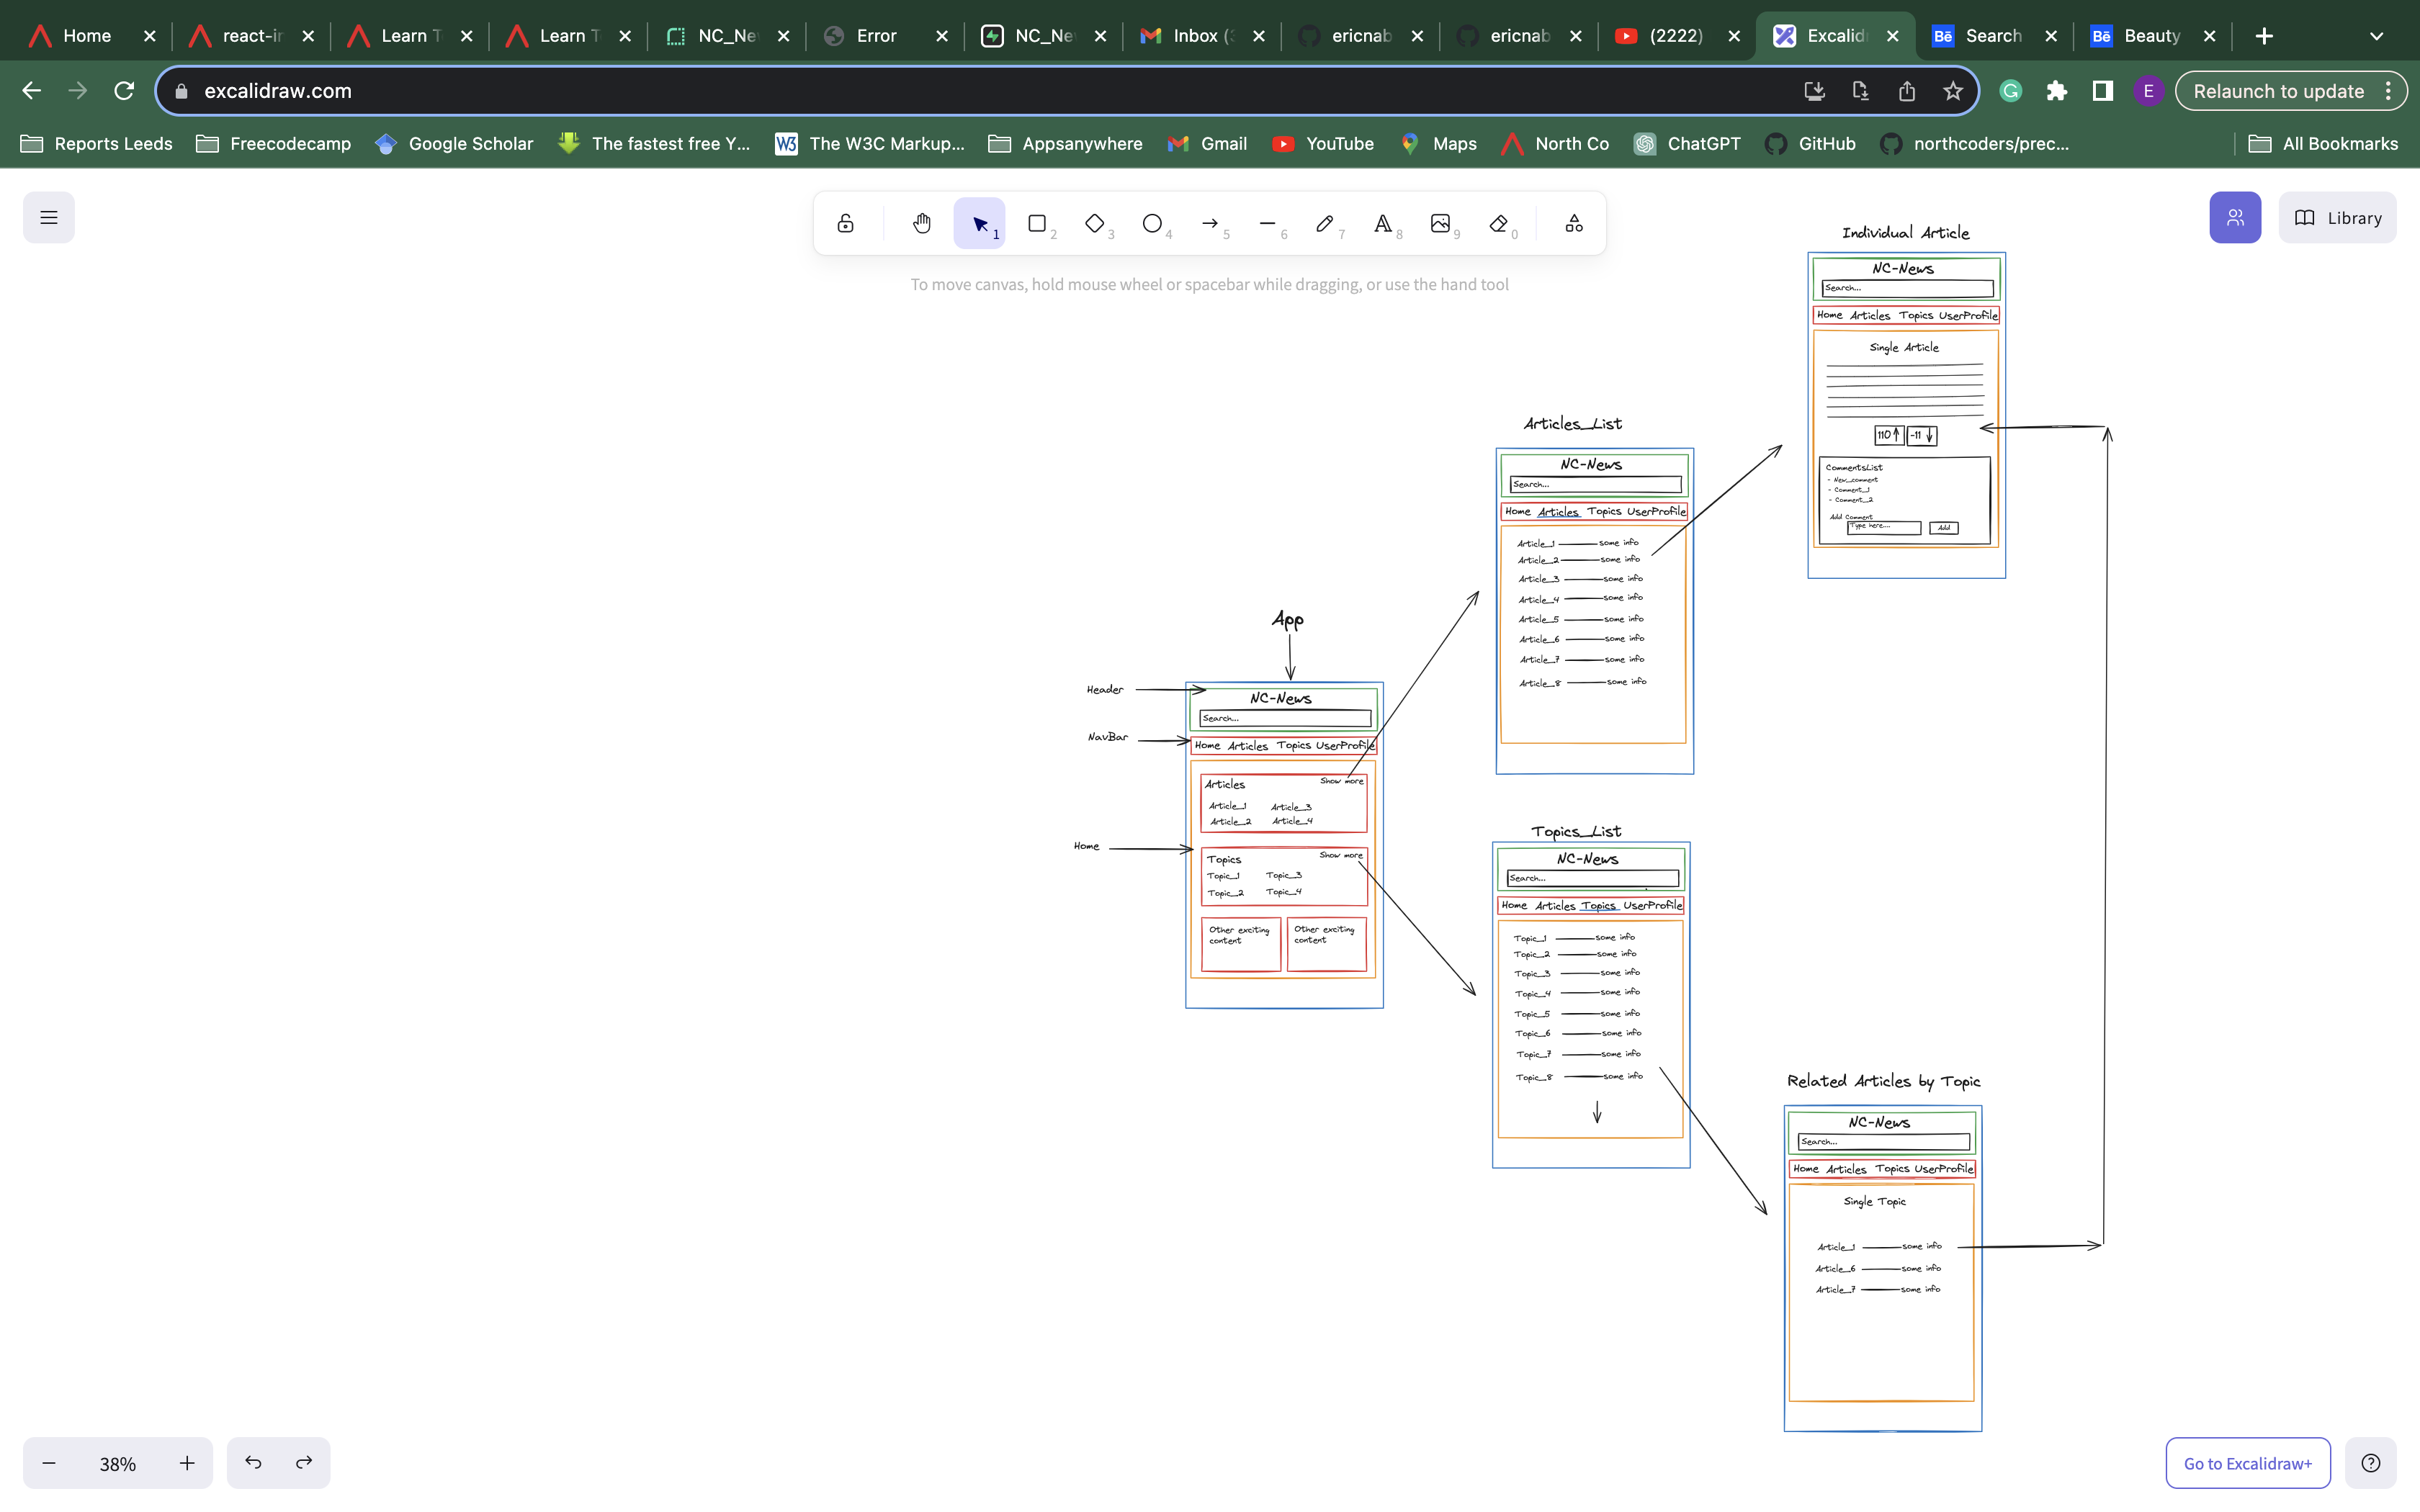 Home
react-ir
Learn T
Learn T
NC_Ne
Error
NC_Ne
Inbox (3
ericnab
ericnab
(2222)
Excalid
Bē Search
Bē Beauty
excalidraw.com
E
Relaunch to update
Reports Leeds
Freecodecamp
Google Scholar
The fastest free Y...
W3 The W3C Markup...
Appsanywhere
Gmail
YouTube
Maps
North Co
ChatGPT
GitHub
northcoders/prec...
All Bookmarks
1
2
3
4
5
6
7
A 8
9
0
Library
To move canvas, hold mouse wheel or spacebar while dragging, or use the hand tool
Individual Article
NC-News
Search...
Home Articles Topics UserProfile
Single Article
110
-11
CommentsList
- New_comment
- Comment_1
- Comment_2
Add Comment
Type here...
Add
Articles_List
NC-News
Search...
Home Articles Topics UserProfile
Article_1 some info
Article_2 some info
Article_3 some info
Article_4 some info
Article_5 some info
Article_6 some info
Article_7 some info
Article_8 some info
App
Header
NavBar
Home
NC-News
Search...
Home Articles Topics UserProfile
Articles Show more
Article_1 Article_3
Article_2 Article_4
Topics Show more
Topic_1 Topic_3
Topic_2 Topic_4
Other exciting
content
Other exciting
content
Topics_List
NC-News
Search...
Home Articles Topics UserProfile
Topic_1 some info
Topic_2 some info
Topic_3 some info
Topic_4 some info
Topic_5 some info
Topic_6 some info
Topic_7 some info
Topic_8 some info
Related Articles by Topic
NC-News
Search...
Home Articles Topics UserProfile
Single Topic
Article_1 some info
Article_6 some info
Article_7 some info
38%
Go to Excalidraw+